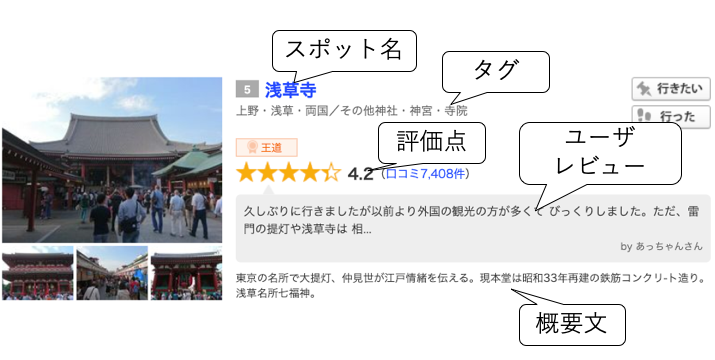 スポット名
タグ
5 浅草寺
行きたい
上野・浅草・両国／その他神社・神宮・寺院
行った
王道
評価点
ユーザ
レビュー
4.2 (口コミ7,408件)
久しぶりに行きましたが以前より外国の観光の方が多くて びっくりしました。ただ、雷
門の提灯や浅草寺は 相...
by あっちゃんさん
東京の名所で大提灯、仲見世が江戸情緒を伝える。現本堂は昭和33年再建の鉄筋コンクリ-ト造り。
浅草名所七福神。
概要文